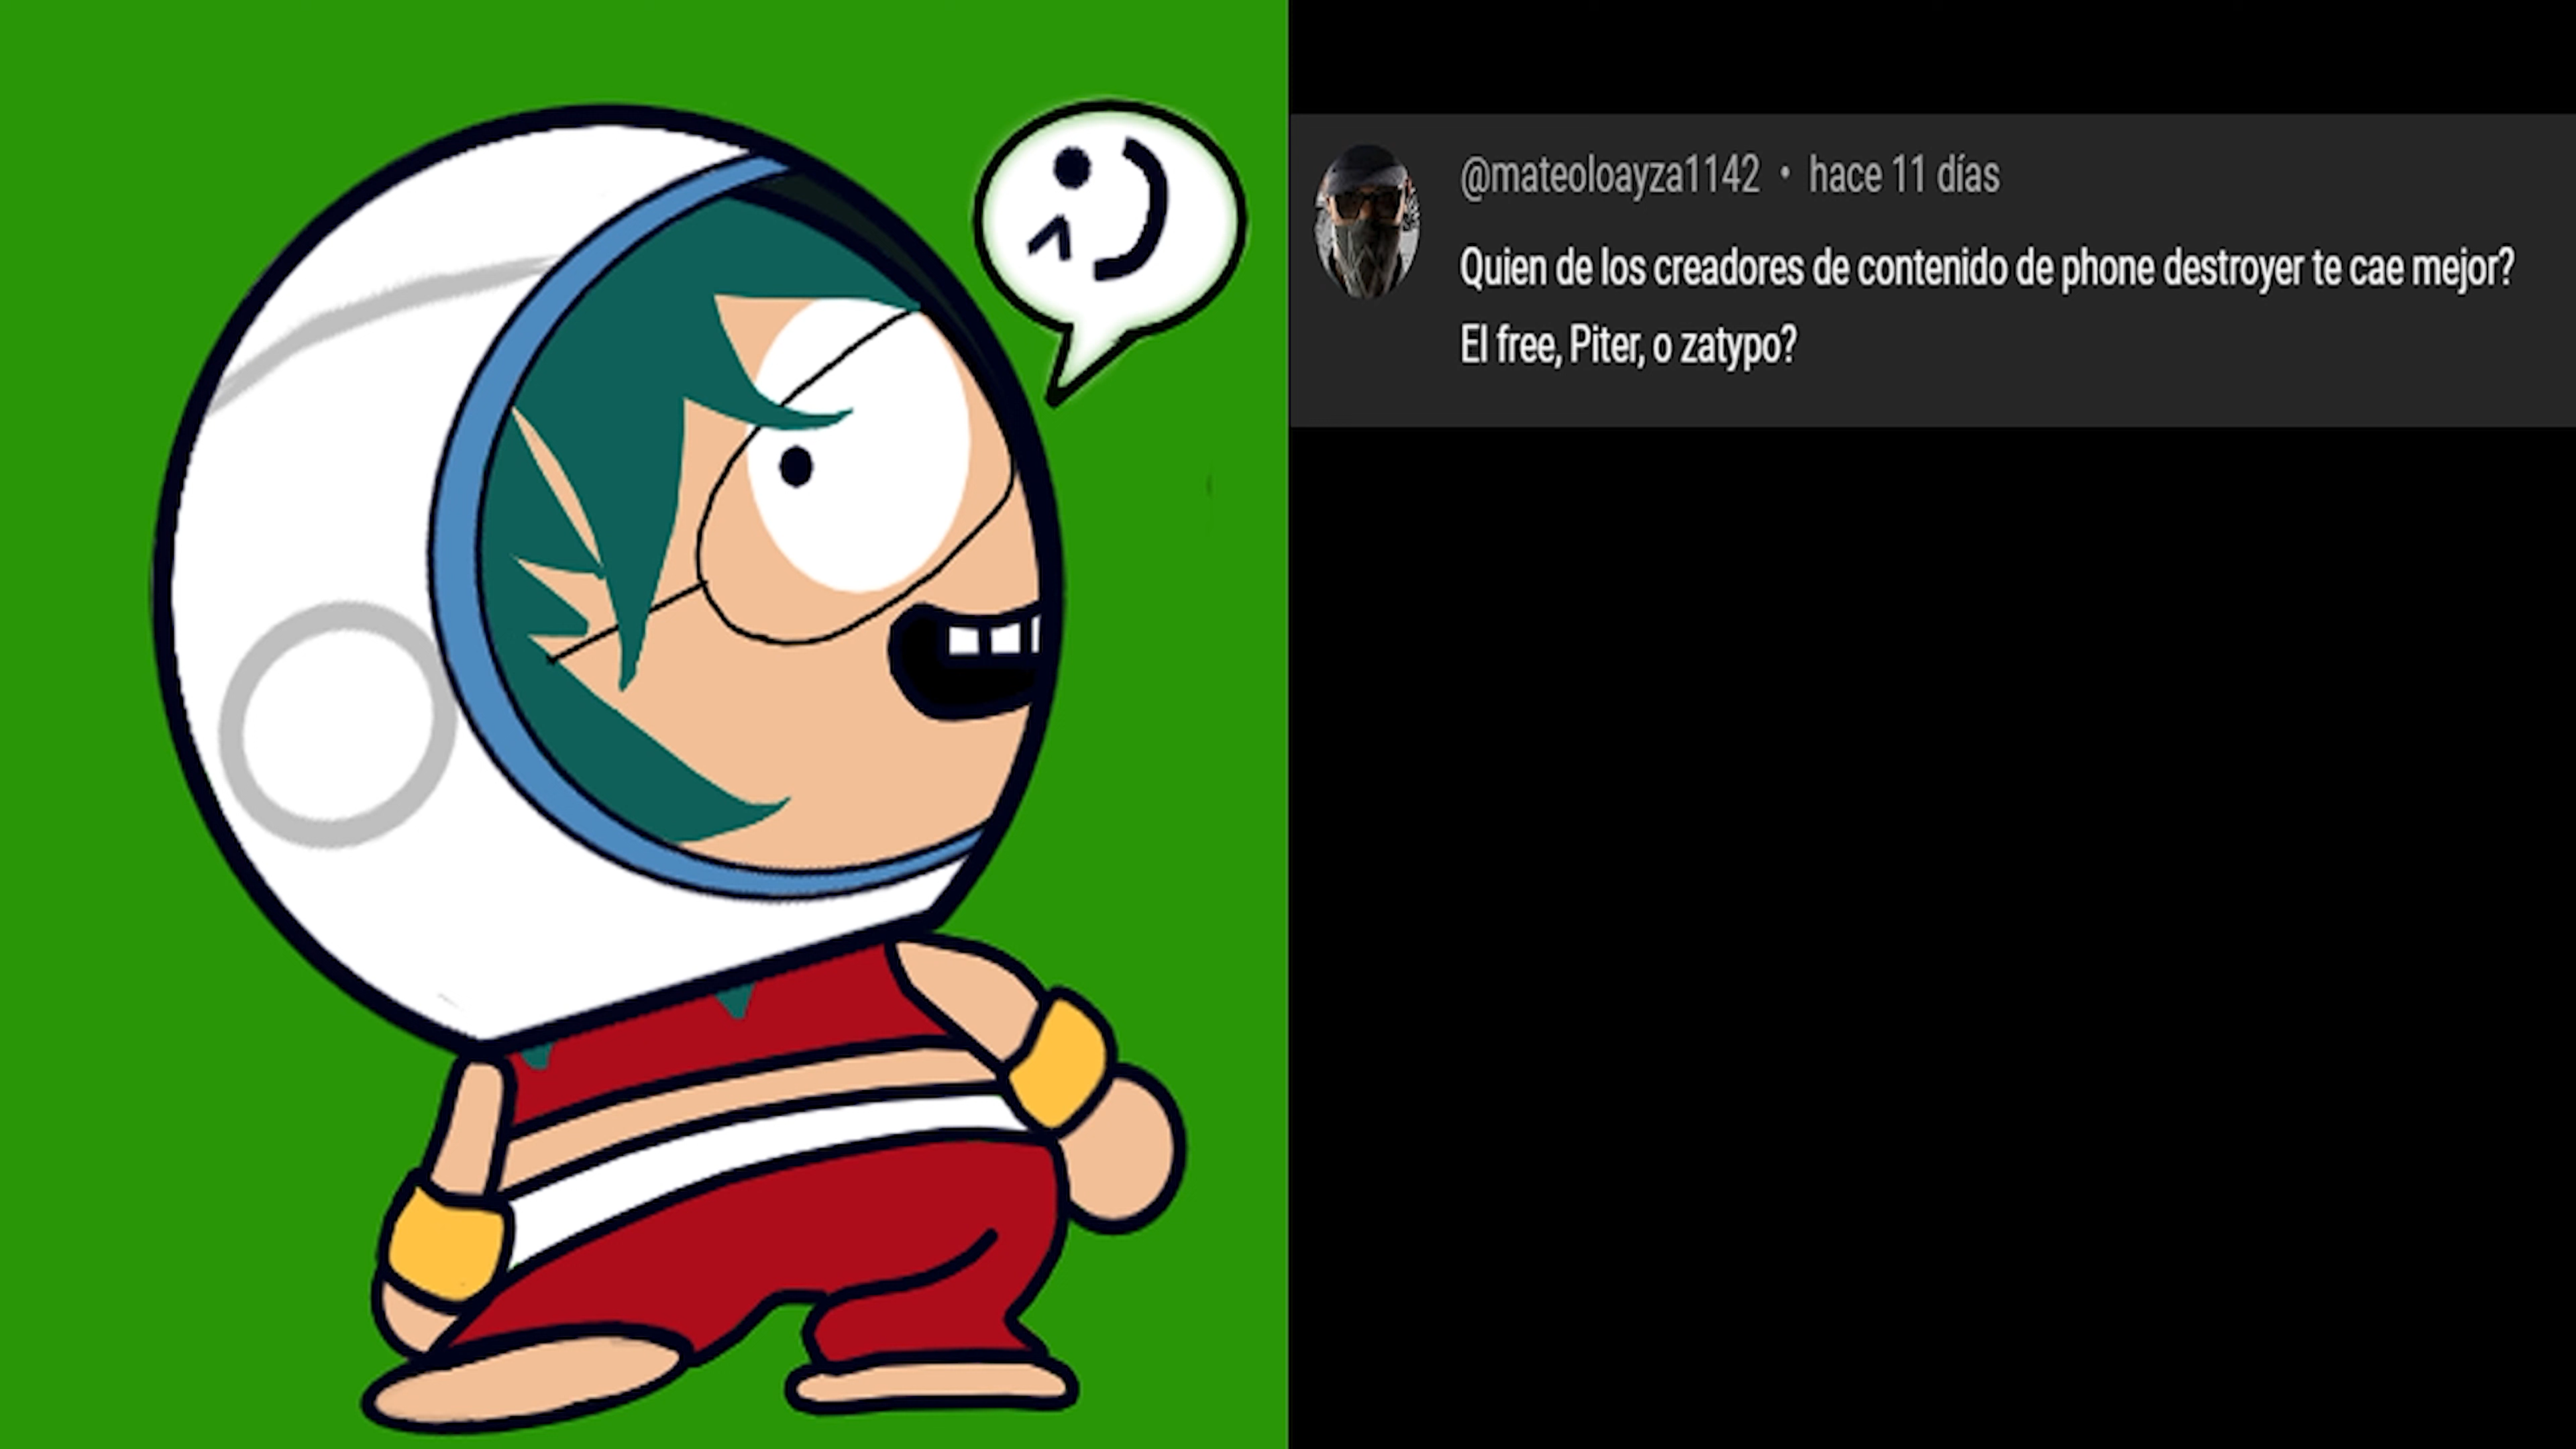 @mateoloayza1142 • hace 11 días
Quien de los creadores de contenido de phone destroyer te cae mejor?
El free, Piter, o zatypo?